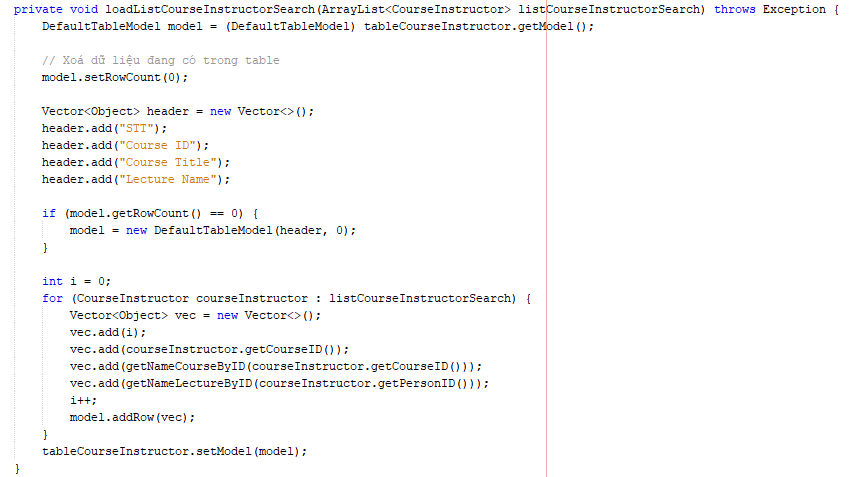 private void loadListCourseInstructorSearch(ArrayList<CourseInstructor> listCourseInstructorSearch) throws Exception {
    DefaultTableModel model = (DefaultTableModel) tableCourseInstructor.getModel();

    // Xoá dữ liệu đang có trong table
    model.setRowCount(0);

    Vector<Object> header = new Vector<>();
    header.add("STT");
    header.add("Course ID");
    header.add("Course Title");
    header.add("Lecture Name");

    if (model.getRowCount() == 0) {
        model = new DefaultTableModel(header, 0);
    }

    int i = 0;
    for (CourseInstructor courseInstructor : listCourseInstructorSearch) {
        Vector<Object> vec = new Vector<>();
        vec.add(i);
        vec.add(courseInstructor.getCourseID());
        vec.add(getNameCourseByID(courseInstructor.getCourseID()));
        vec.add(getNameLectureByID(courseInstructor.getPersonID()));
        i++;
        model.addRow(vec);
    }
    tableCourseInstructor.setModel(model);
}